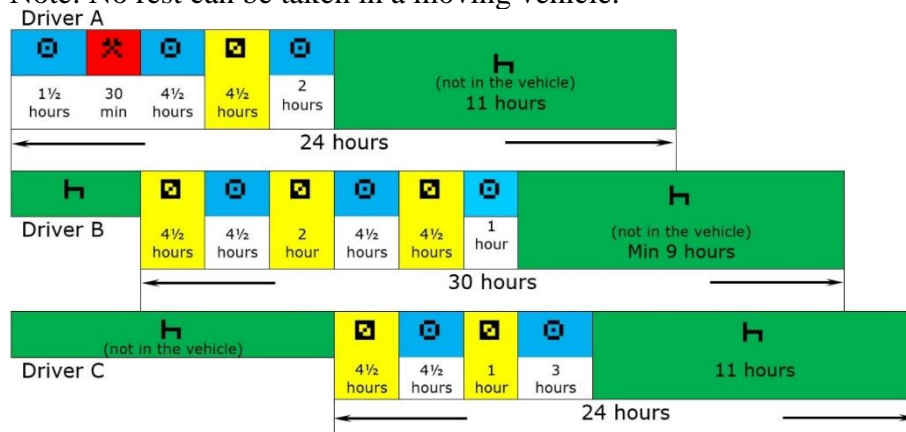 Note: No rest can be taken in a moving vehicle.
Driver A
1½ hours
30 min
4½ hours
4½ hours
2 hours
(not in the vehicle)
11 hours
24 hours
Driver B
4½ hours
4½ hours
2 hour
4½ hours
4½ hours
1 hour
(not in the vehicle)
Min 9 hours
30 hours
(not in the vehicle)
Driver C
4½ hours
4½ hours
1 hour
3 hours
11 hours
24 hours